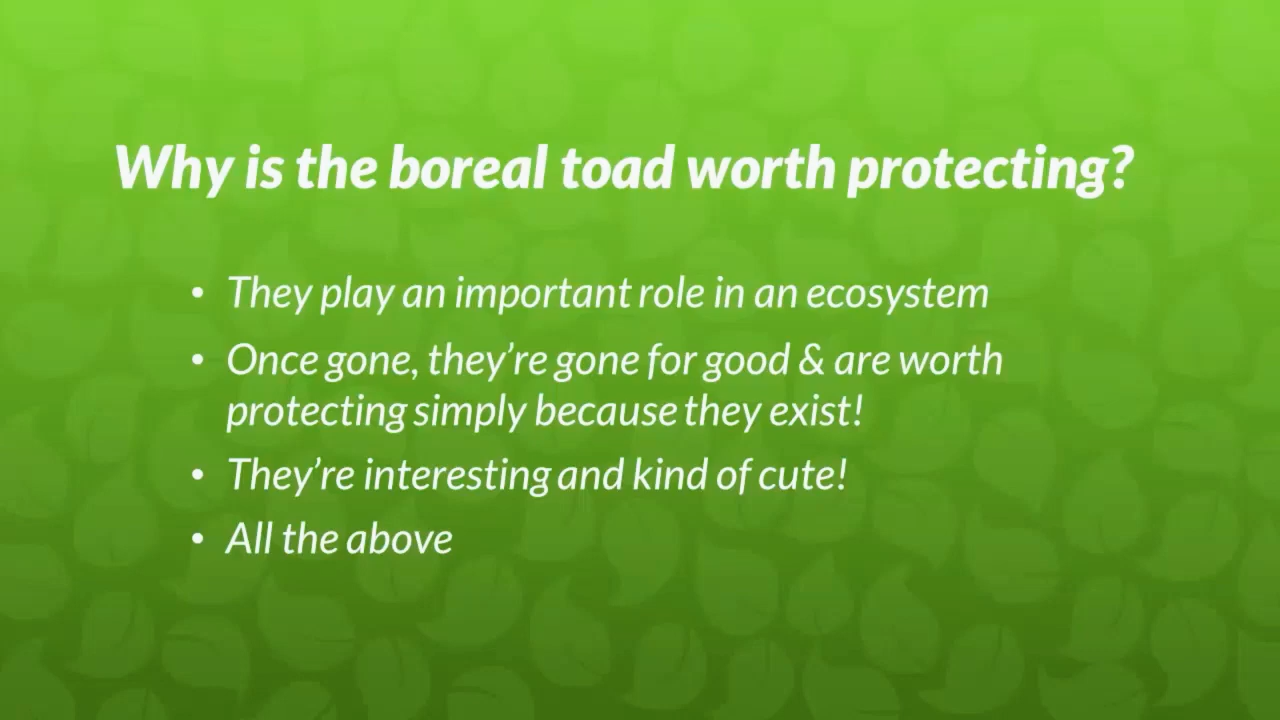 Why is the boreal toad worth protecting?
• They play an important role in an ecosystem
• Once gone, they’re gone for good & are worth
protecting simply because they exist!
• They’re interesting and kind of cute!
• All the above